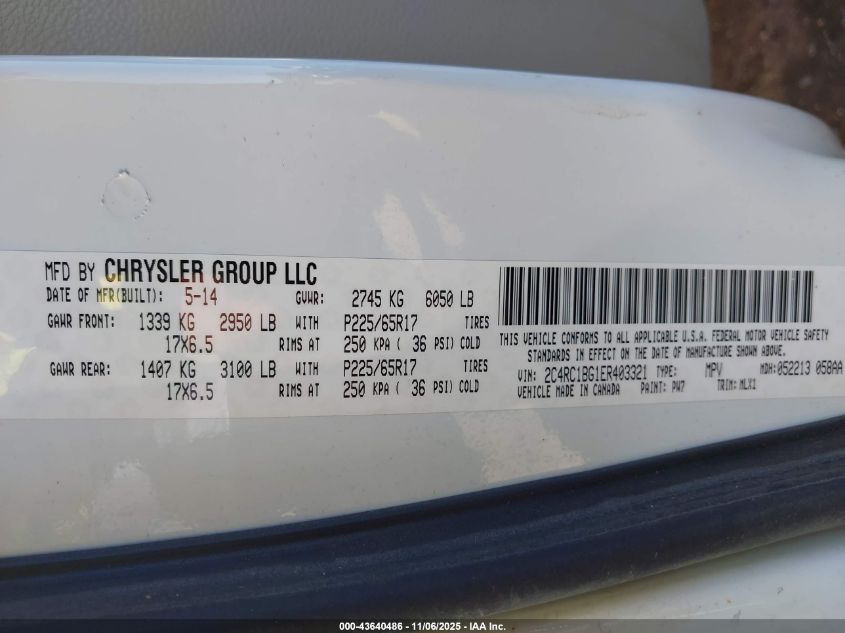 MFD BY CHRYSLER GROUP LLC
DATE OF MFR(BUILT): 5-14 GVWR: 2745 KG 6050 LB
GAWR FRONT: 1339 KG 2950 LB WITH P225/65R17 TIRES
17X6.5 RIMS AT 250 KPA ( 36 PSI) COLD
GAWR REAR: 1407 KG 3100 LB WITH P225/65R17 TIRES
17X6.5 RIMS AT 250 KPA ( 36 PSI) COLD
THIS VEHICLE CONFORMS TO ALL APPLICABLE U.S.A. FEDERAL MOTOR VEHICLE SAFETY
STANDARDS IN EFFECT ON THE DATE OF MANUFACTURE SHOWN ABOVE.
VIN: 2C4RC1BG1ER403321 TYPE: MPV MDH:052213 058AA
VEHICLE MADE IN CANADA PAINT: PW7 TRIM: MLX1
000-43640486 - 11/06/2025 - IAA Inc.